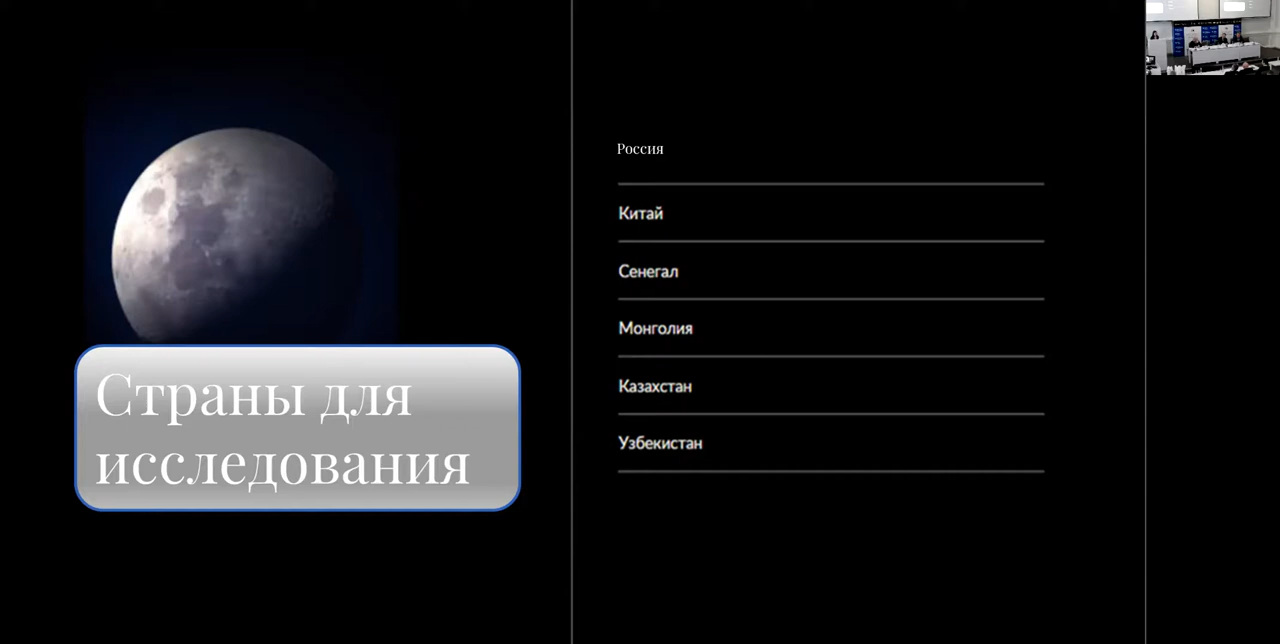 Страны для
исследования
Россия
Китай
Сенегал
Монголия
Казахстан
Узбекистан